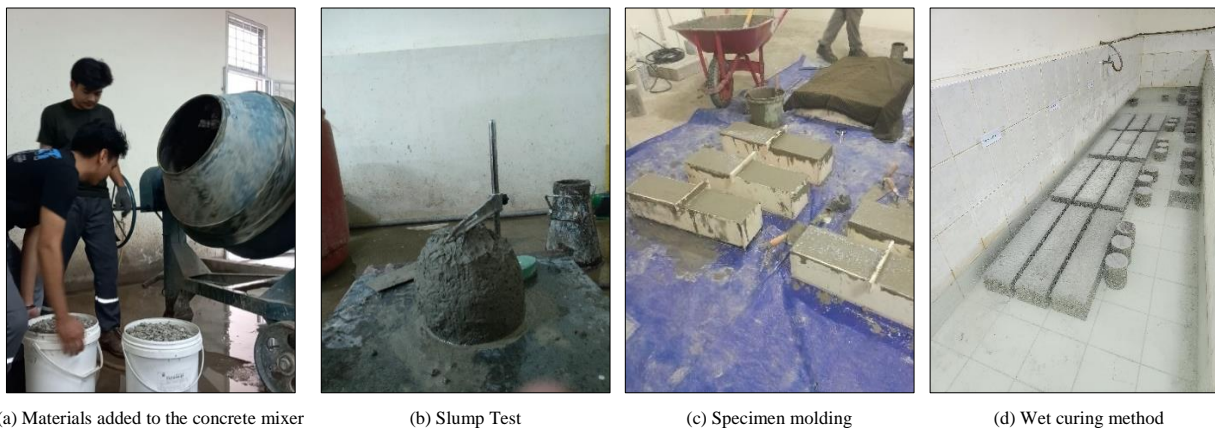 (a) Materials added to the concrete mixer
(b) Slump Test
(c) Specimen molding
(d) Wet curing method